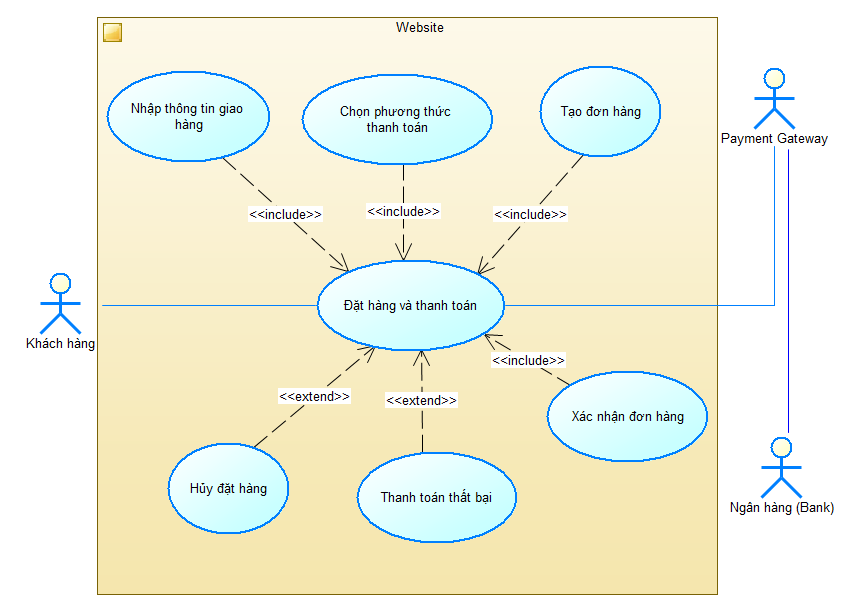 Website
Nhập thông tin giao
hàng
Chọn phương thức
thanh toán
Tạo đơn hàng
Payment Gateway
<<include>>
<<include>>
<<include>>
Khách hàng
Đặt hàng và thanh toán
<<include>>
<<extend>>
<<extend>>
Xác nhận đơn hàng
Hủy đặt hàng
Thanh toán thất bại
Ngân hàng (Bank)